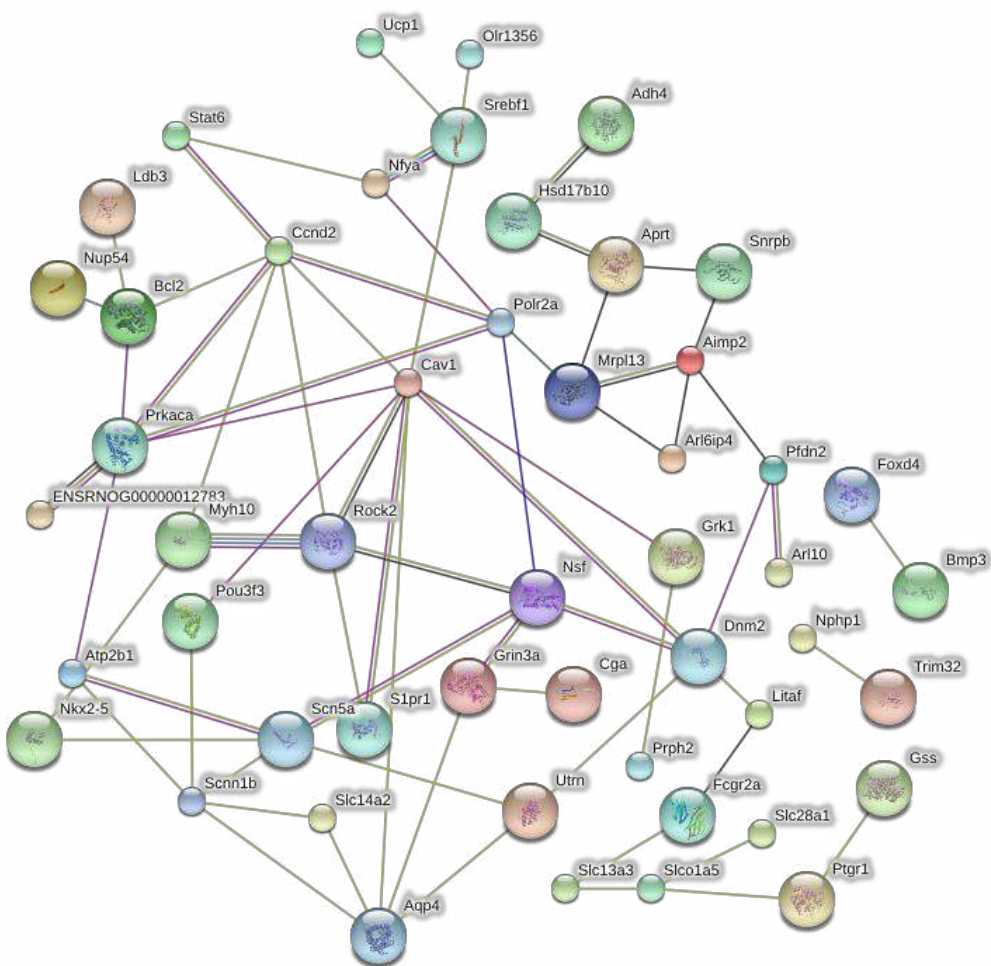 Ucp1
Olr1356
Srebf1
Adh4
Stat6
Nfya
Ldb3
Hsd17b10
Ccnd2
Aprt
Snrpb
Nup54
Bcl2
Polr2a
Aimp2
Mrpl13
Cav1
Prkaca
Arl6ip4
Pfdn2
Foxd4
ENSRNOG00000012783
Myh10
Rock2
Grk1
Arl10
Bmp3
Nsf
Pou3f3
Nphp1
Dnm2
Atp2b1
Grin3a
Cga
Trim32
Nkx2-5
Scn5a
S1pr1
Litaf
Prph2
Scnn1b
Slc14a2
Utrn
Fcgr2a
Gss
Slc28a1
Slc13a3
Slco1a5
Ptgr1
Aqp4